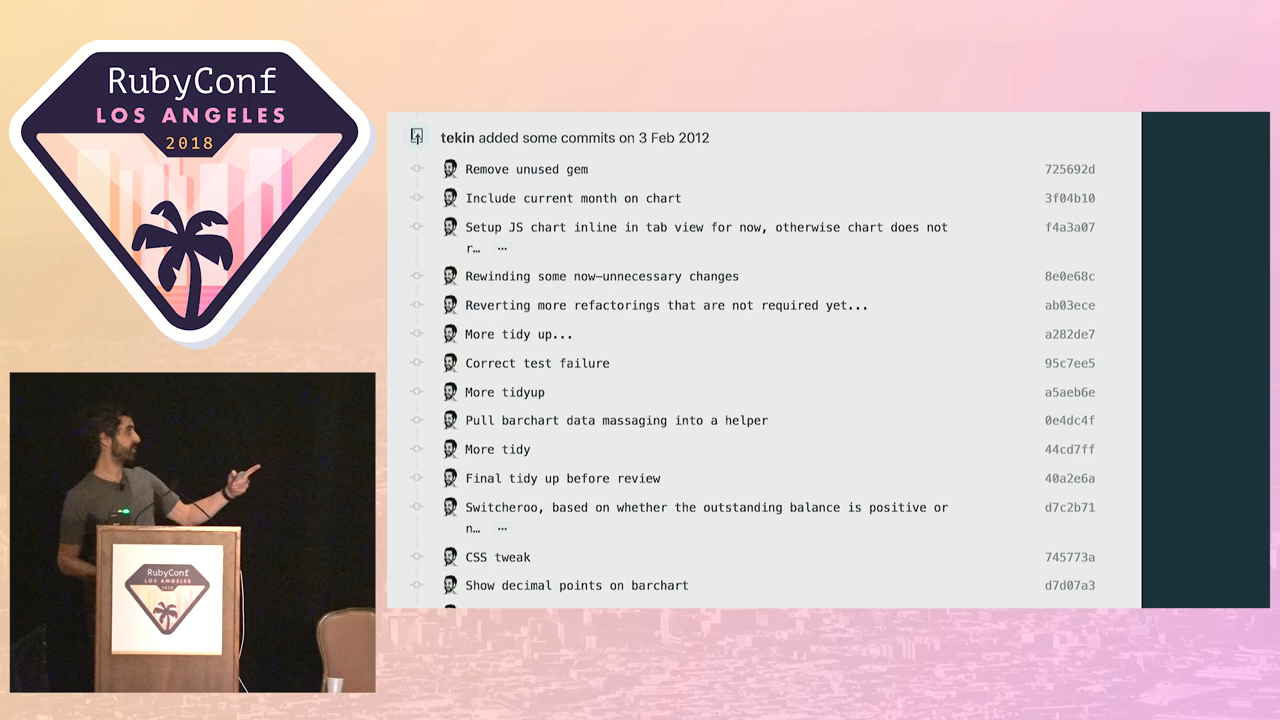 RubyConf
LOS ANGELES
2018
tekin added some commits on 3 Feb 2012
Remove unused gem 725692d
Include current month on chart 3f04b10
Setup JS chart inline in tab view for now, otherwise chart does not f4a3a07
r… …
Rewinding some now-unnecessary changes 8e0e68c
Reverting more refactorings that are not required yet... ab03ece
More tidy up... a282de7
Correct test failure 95c7ee5
More tidyup a5aeb6e
Pull barchart data massaging into a helper 0e4dc4f
More tidy 44cd7ff
Final tidy up before review 40a2e6a
Switcheroo, based on whether the outstanding balance is positive or d7c2b71
n… …
CSS tweak 745773a
Show decimal points on barchart d7d07a3
RubyConf
LOS ANGELES
2018